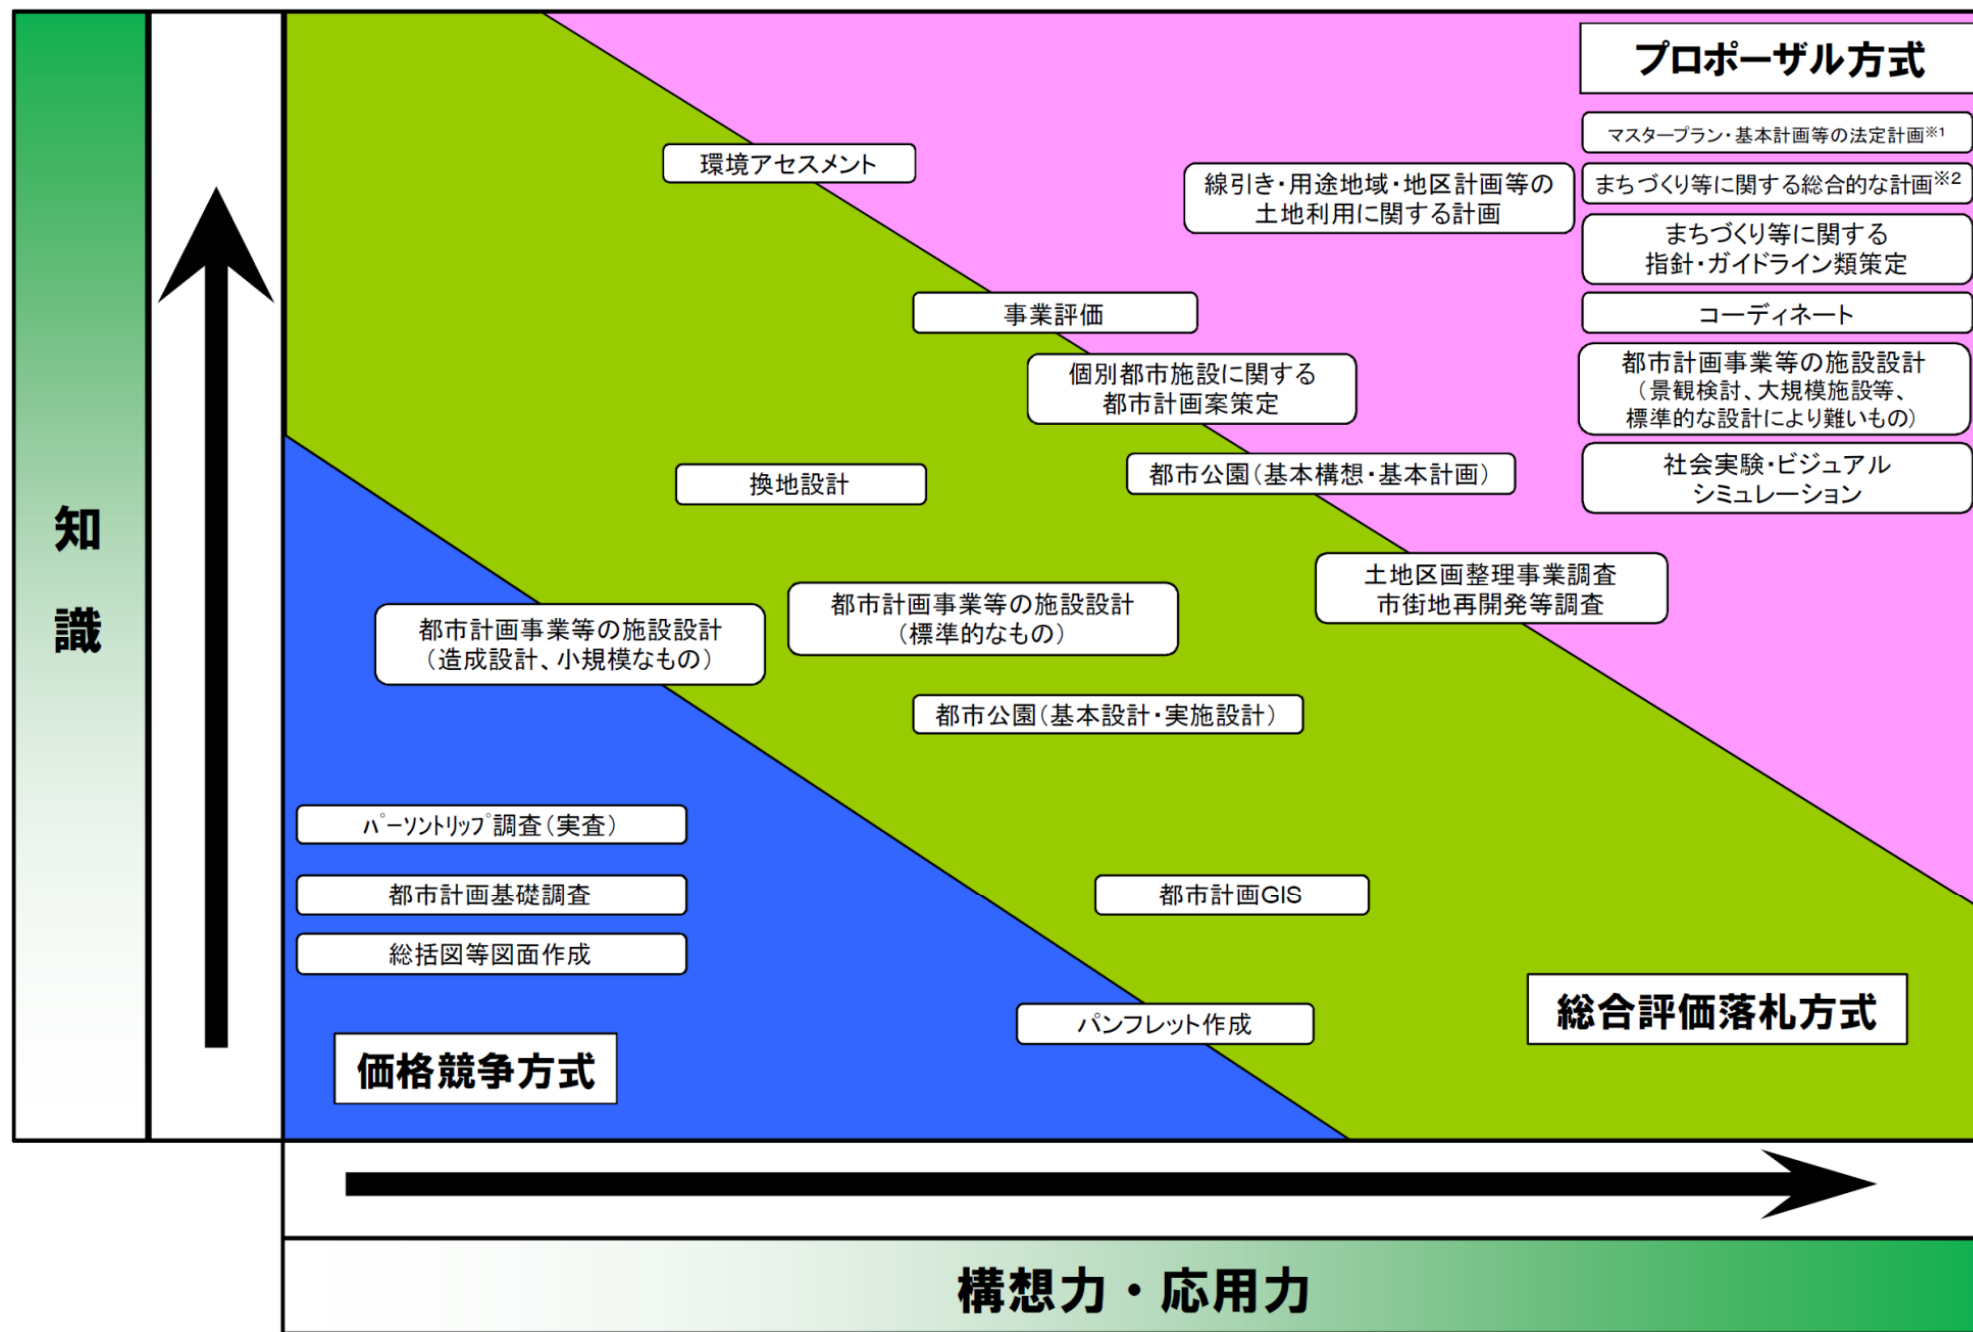 プロポーザル方式
マスタープラン・基本計画等の法定計画※1
環境アセスメント
線引き・用途地域・地区計画等の
土地利用に関する計画
まちづくり等に関する総合的な計画※2
まちづくり等に関する
指針・ガイドライン類策定
事業評価
コーディネート
個別都市施設に関する
都市計画案策定
都市計画事業等の施設設計
(景観検討、大規模施設等、
標準的な設計により難いもの)
換地設計
都市公園(基本構想・基本計画)
社会実験・ビジュアル
シミュレーション
知
識
土地区画整理事業調査
市街地再開発等調査
都市計画事業等の施設設計
(標準的なもの)
都市計画事業等の施設設計
(造成設計、小規模なもの)
都市公園(基本設計・実施設計)
ﾊﾟｰｿﾝﾄﾘｯﾌﾟ調査(実査)
都市計画基礎調査
都市計画GIS
総括図等図面作成
パンフレット作成
総合評価落札方式
価格競争方式
構想力・応用力